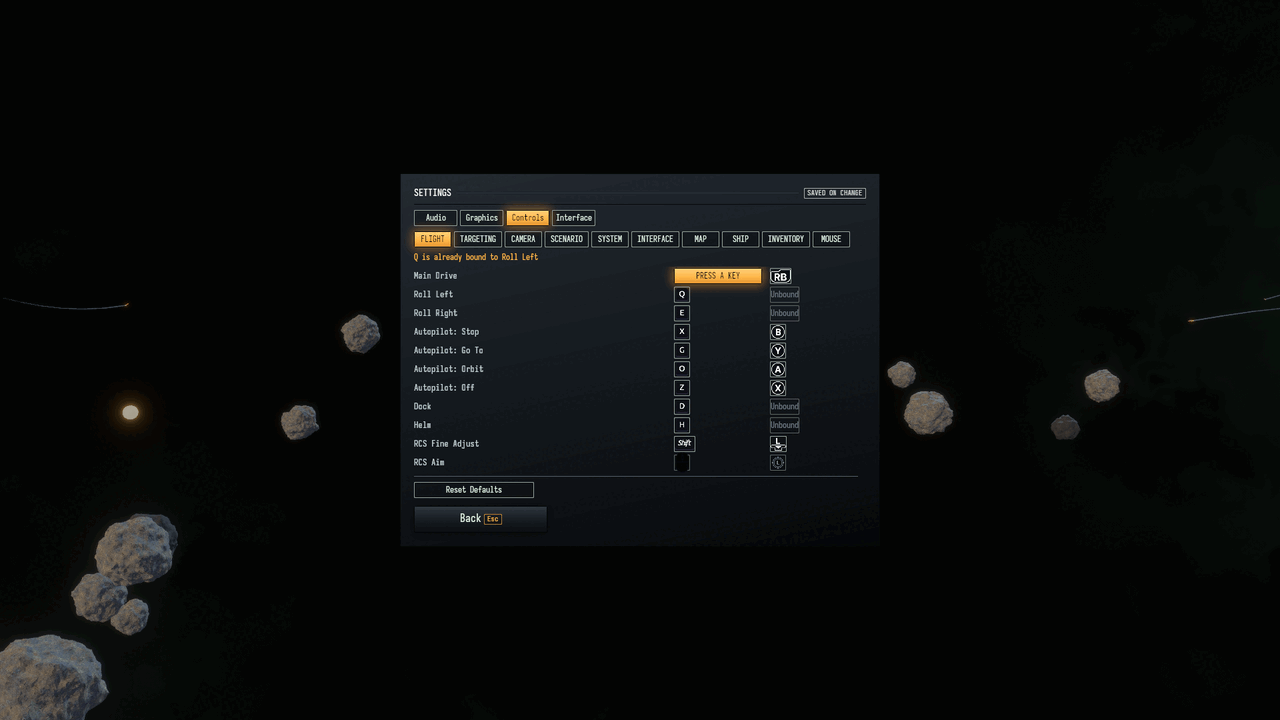 SETTINGS SAVED ON CHANGE
Audio Graphics Controls Interface
FLIGHT TARGETING CAMERA SCENARIO SYSTEM INTERFACE MAP SHIP INVENTORY MOUSE
Q is already bound to Roll Left
Main Drive PRESS A KEY RB
Roll Left Q Unbound
Roll Right E Unbound
Autopilot: Stop X B
Autopilot: Go To G Y
Autopilot: Orbit O A
Autopilot: Off Z X
Dock D Unbound
Helm H Unbound
RCS Fine Adjust Shift L
RCS Aim L
Reset Defaults
Back Esc